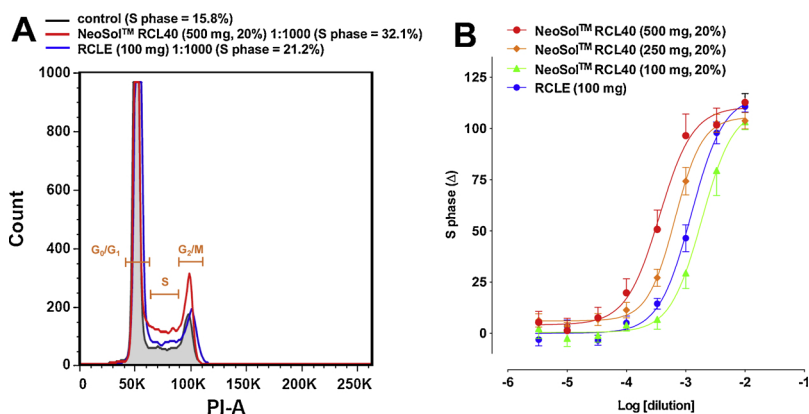 A
control (S phase = 15.8%)
NeoSol™ RCL40 (500 mg, 20%) 1:1000 (S phase = 32.1%)
RCLE (100 mg) 1:1000 (S phase = 21.2%)
1000
800
600
400
200
0
Count
G0/G1
S
G2/M
0 50K 100K 150K 200K 250K
PI-A
B
NeoSol™ RCL40 (500 mg, 20%)
NeoSol™ RCL40 (250 mg, 20%)
NeoSol™ RCL40 (100 mg, 20%)
RCLE (100 mg)
125
100
75
50
25
0
S phase (Δ)
-6 -5 -4 -3 -2 -1
Log [dilution]